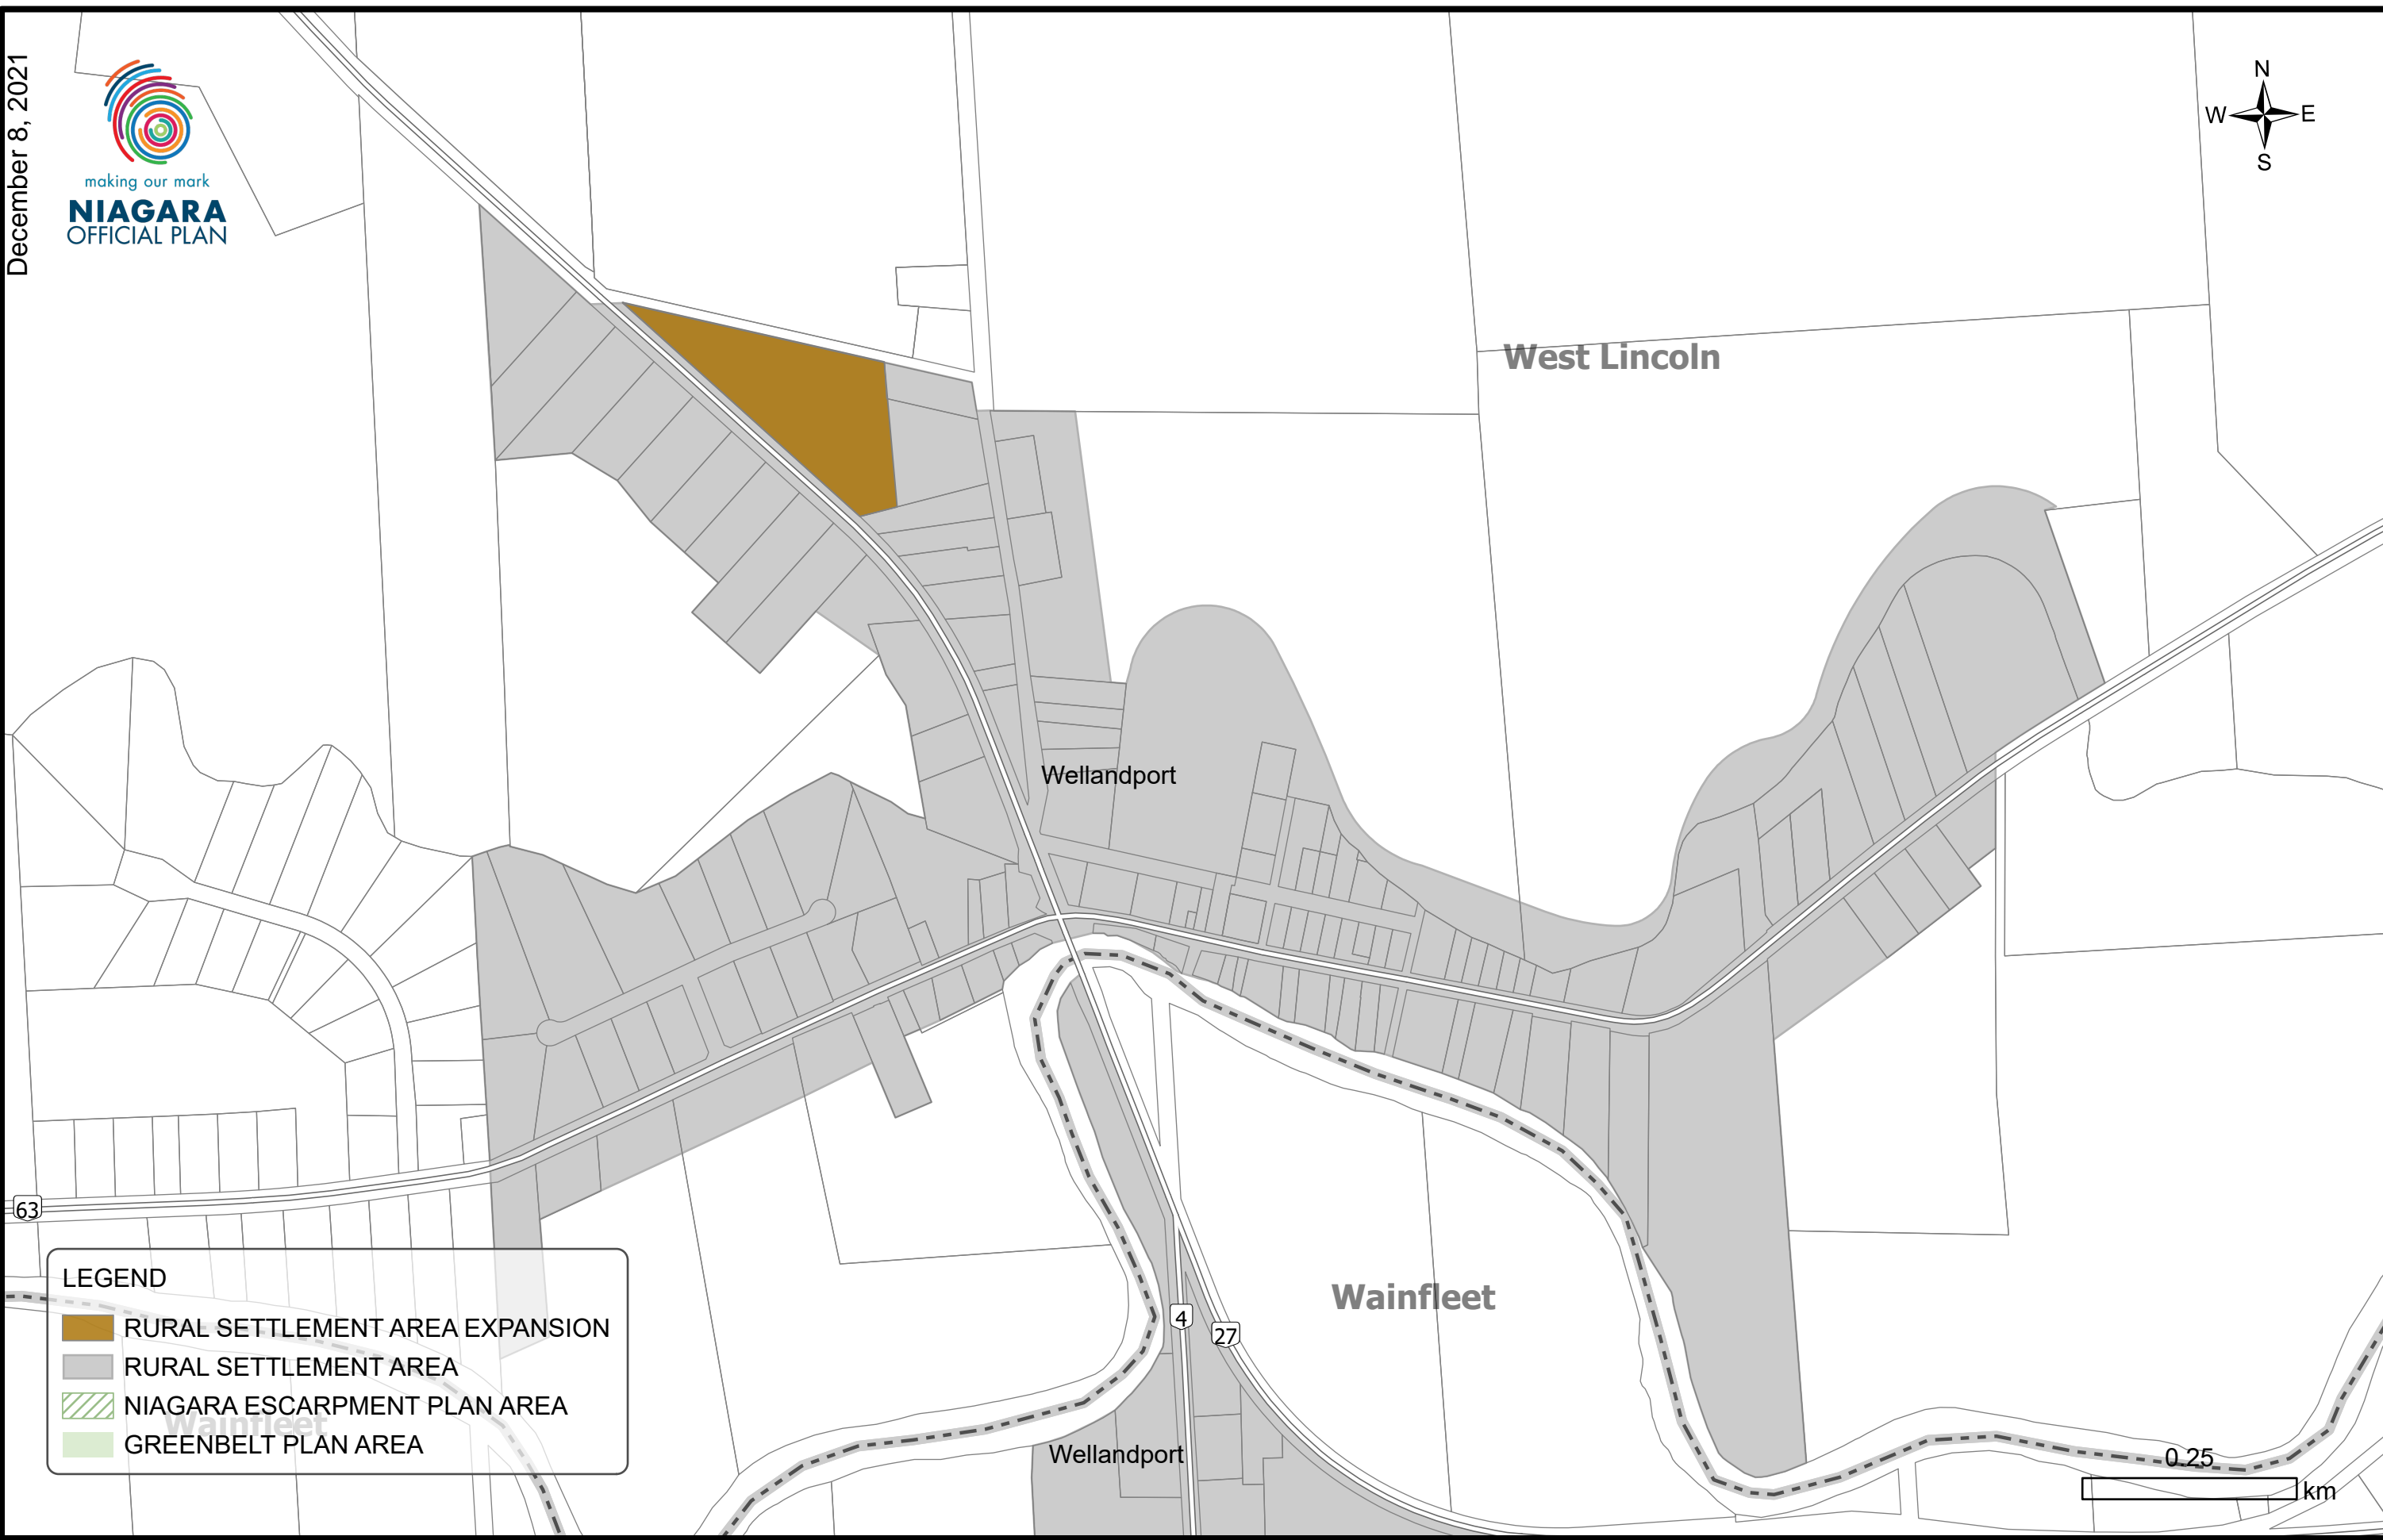 December 8, 2021
making our mark
NIAGARA
OFFICIAL PLAN
N
W
E
S
West Lincoln
Wellandport
63
Wainfleet
4
27
LEGEND
RURAL SETTLEMENT AREA EXPANSION
RURAL SETTLEMENT AREA
NIAGARA ESCARPMENT PLAN AREA
Wainfleet
GREENBELT PLAN AREA
Wellandport
0.25
km